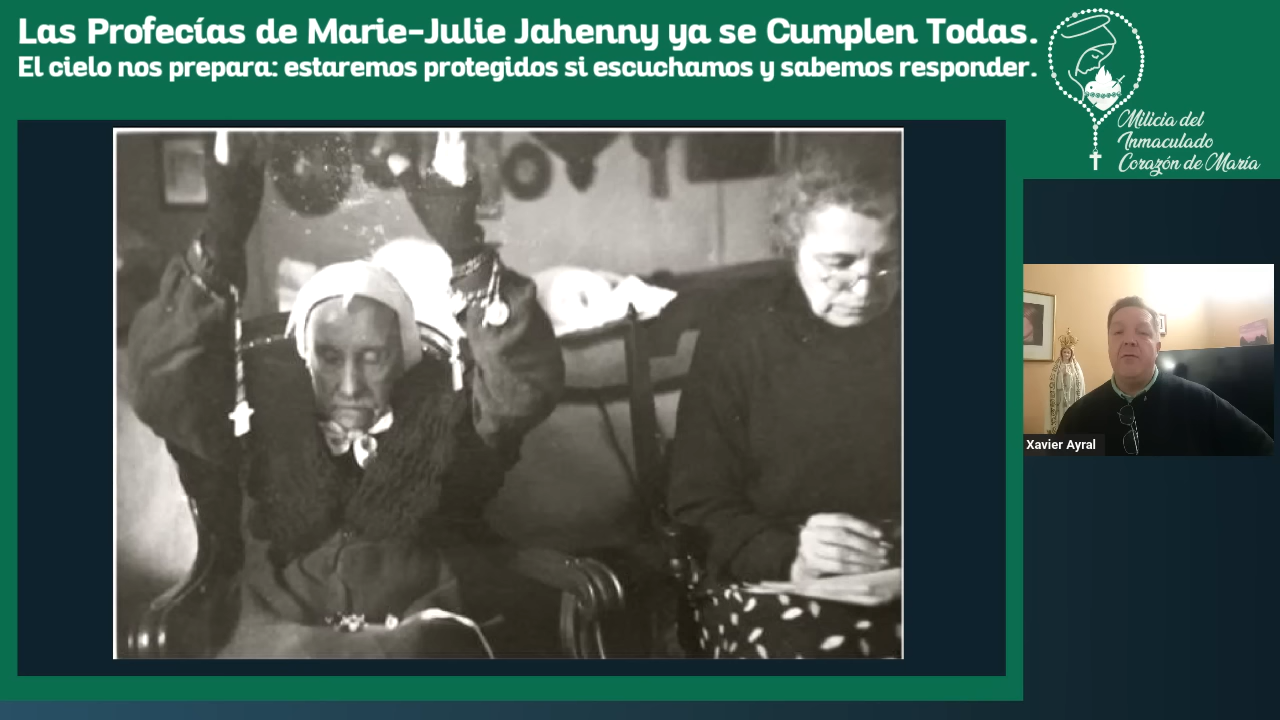 Las Profecías de Marie-Julie Jahenny ya se Cumplen Todas.
El cielo nos prepara: estaremos protegidos si escuchamos y sabemos responder.
Milicia del
Inmaculado
Corazón de María
Xavier Ayral